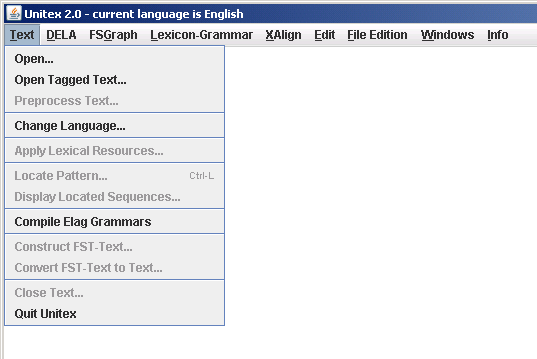 Unitex 2.0 - current language is English
Text DELA FSGraph Lexicon-Grammar XAlign Edit File Edition Windows Info
Open...
Open Tagged Text...
Preprocess Text...
Change Language...
Apply Lexical Resources...
Locate Pattern... Ctrl-L
Display Located Sequences...
Compile Elag Grammars
Construct FST-Text...
Convert FST-Text to Text...
Close Text...
Quit Unitex